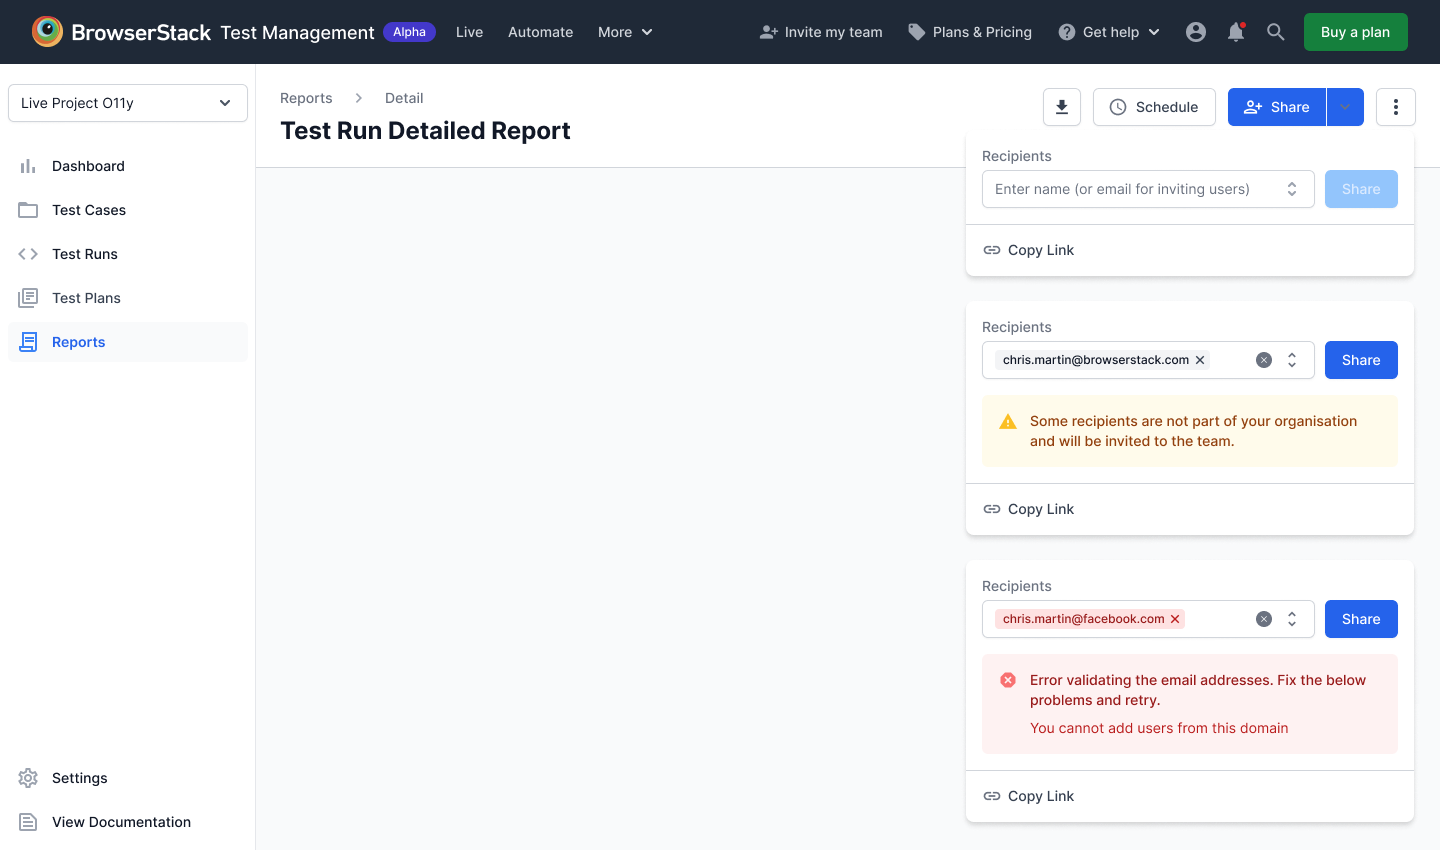 BrowserStack Test Management Alpha Live Automate More Invite my team Plans & Pricing Get help Buy a plan
Live Project O11y
Dashboard
Test Cases
Test Runs
Test Plans
Reports
Settings
View Documentation
Reports Detail
Test Run Detailed Report
Schedule
Share
Recipients
Enter name (or email for inviting users) Share
Copy Link
Recipients
chris.martin@browserstack.com Share
Some recipients are not part of your organisation
and will be invited to the team.
Copy Link
Recipients
chris.martin@facebook.com Share
Error validating the email addresses. Fix the below
problems and retry.
You cannot add users from this domain
Copy Link